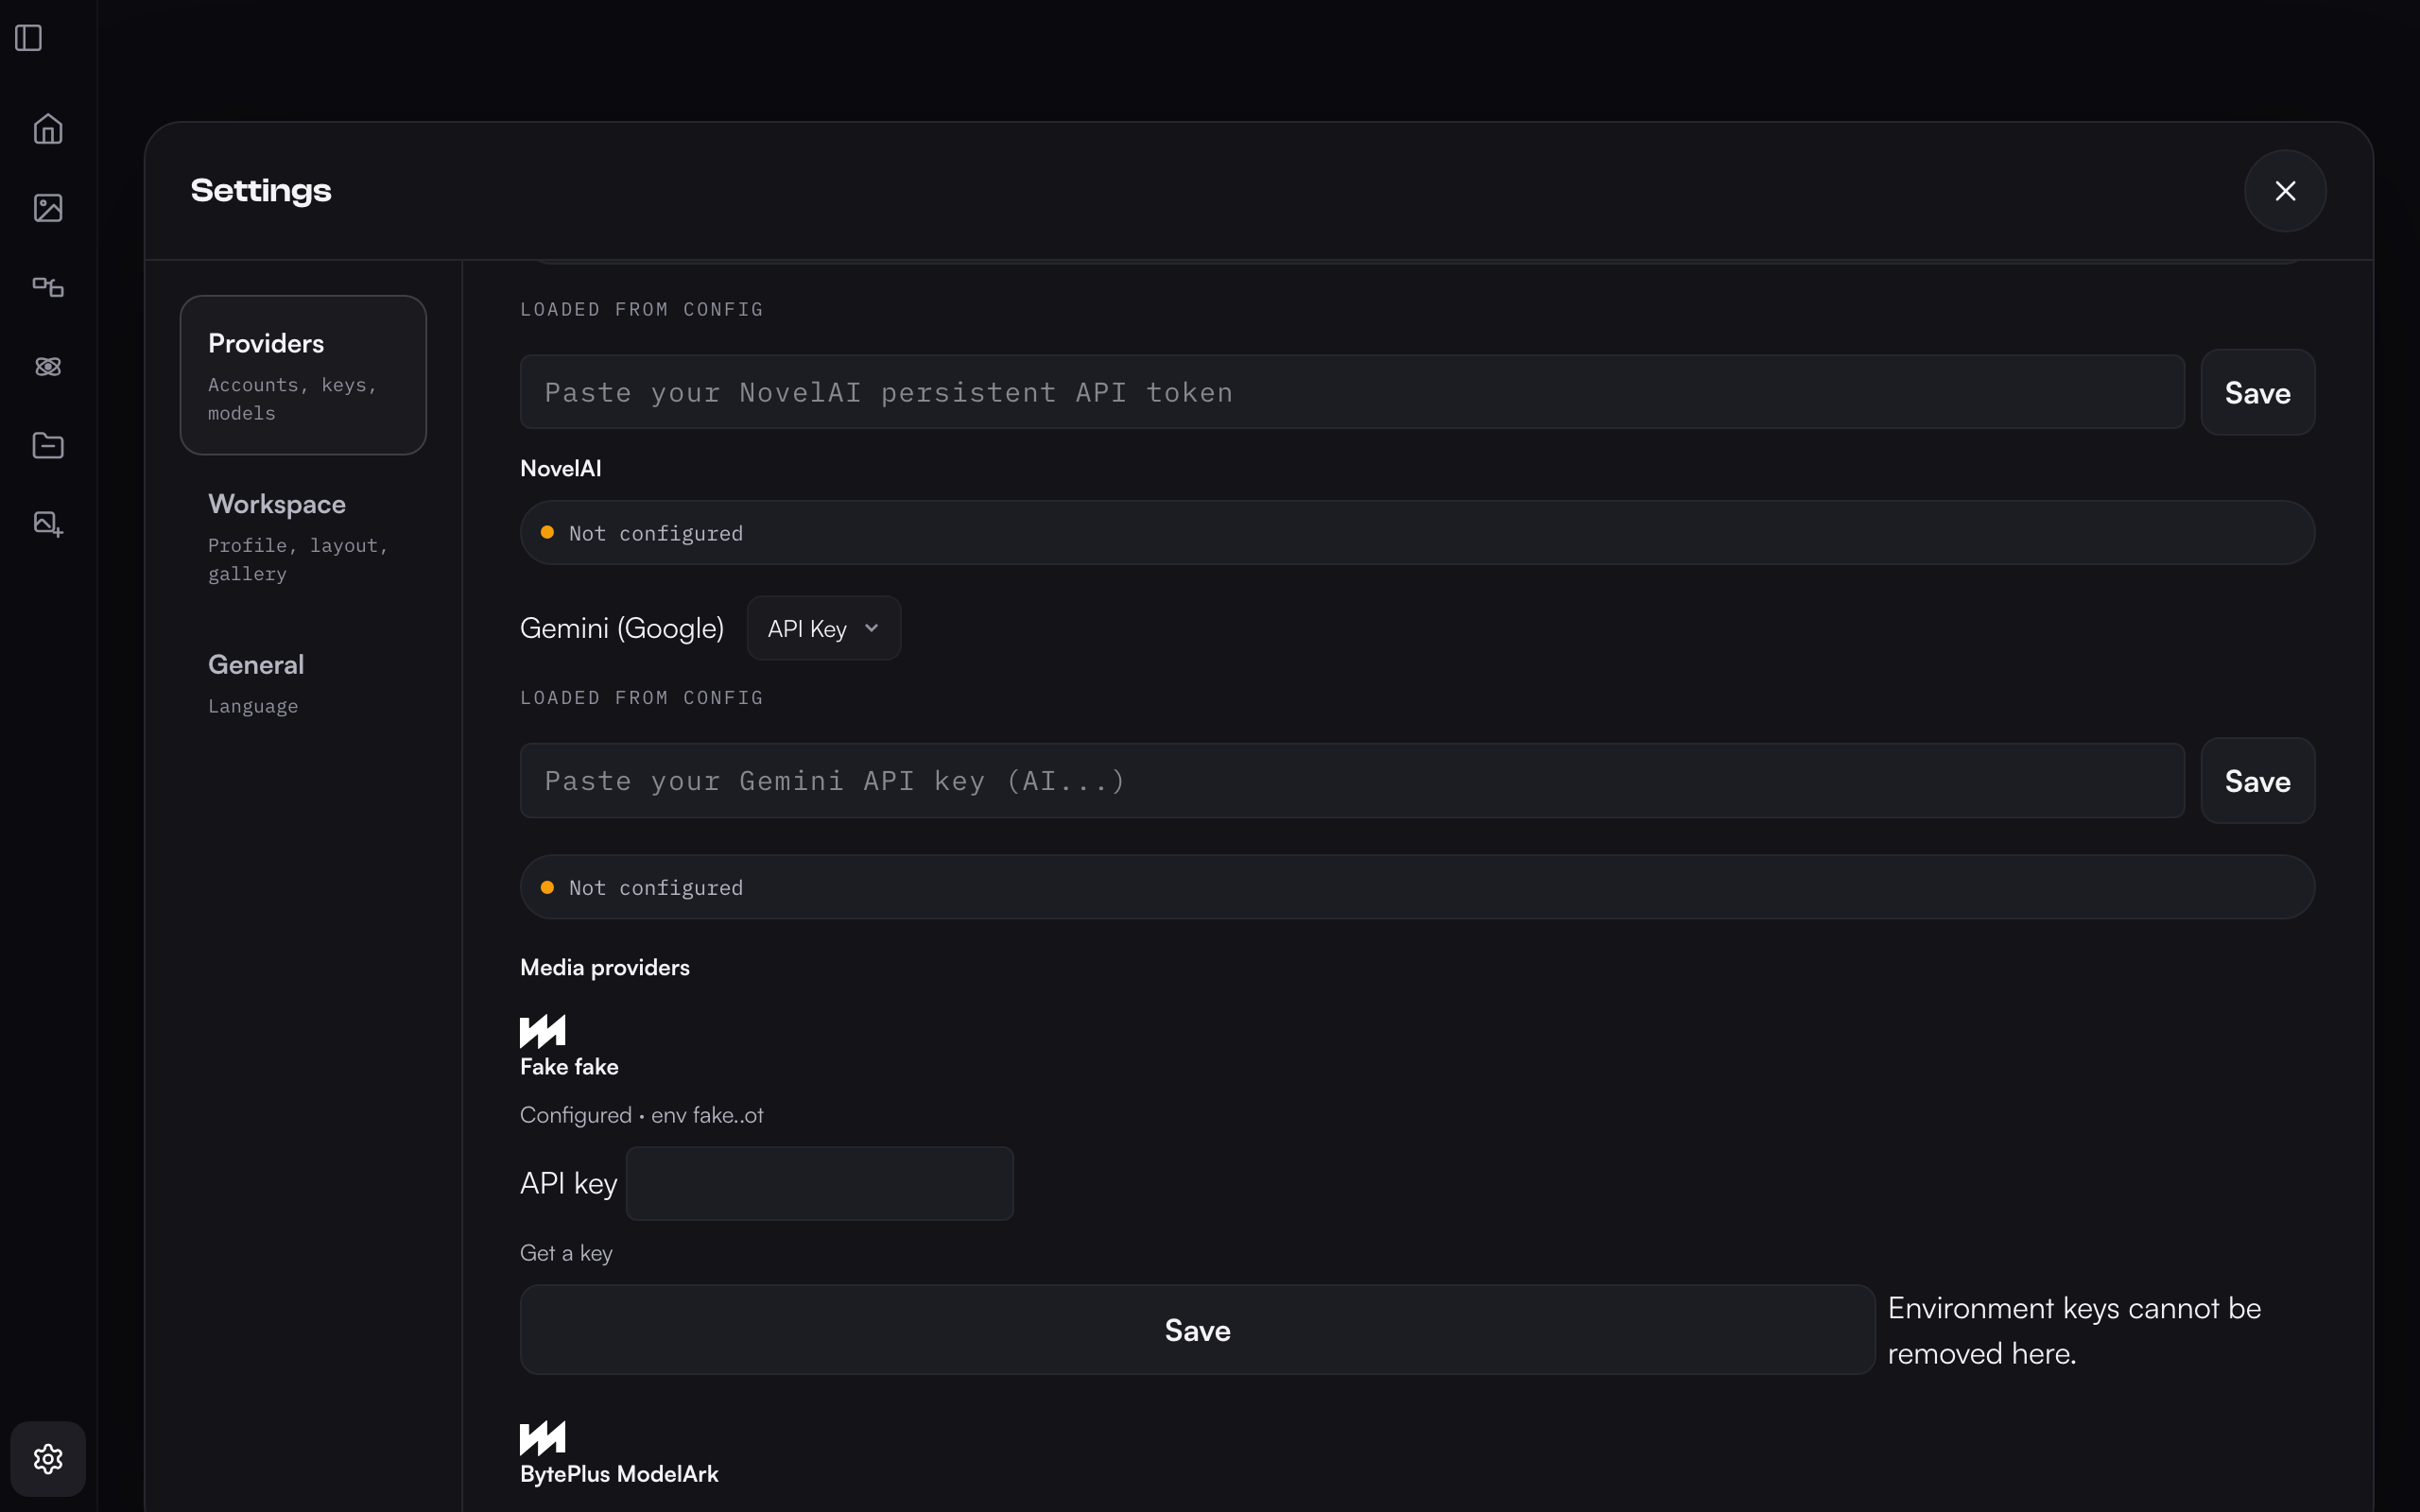 Settings
Providers
Accounts, keys,
models
Workspace
Profile, layout,
gallery
General
Language
LOADED FROM CONFIG
Paste your NovelAI persistent API token
Save
NovelAI
Not configured
Gemini (Google)
API Key
LOADED FROM CONFIG
Paste your Gemini API key (AI...)
Save
Not configured
Media providers
Fake fake
Configured · env fake..ot
API key
Get a key
Save
Environment keys cannot be
removed here.
BytePlus ModelArk